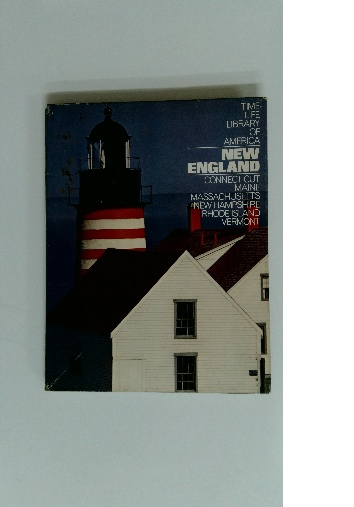 TIME-
LIFE
LIBRARY
OF
AMERICA
NEW
ENGLAND
CONNECTICUT
MAINE
MASSACHUSETTS
NEW HAMPSHIRE
RHODE ISLAND
VERMONT